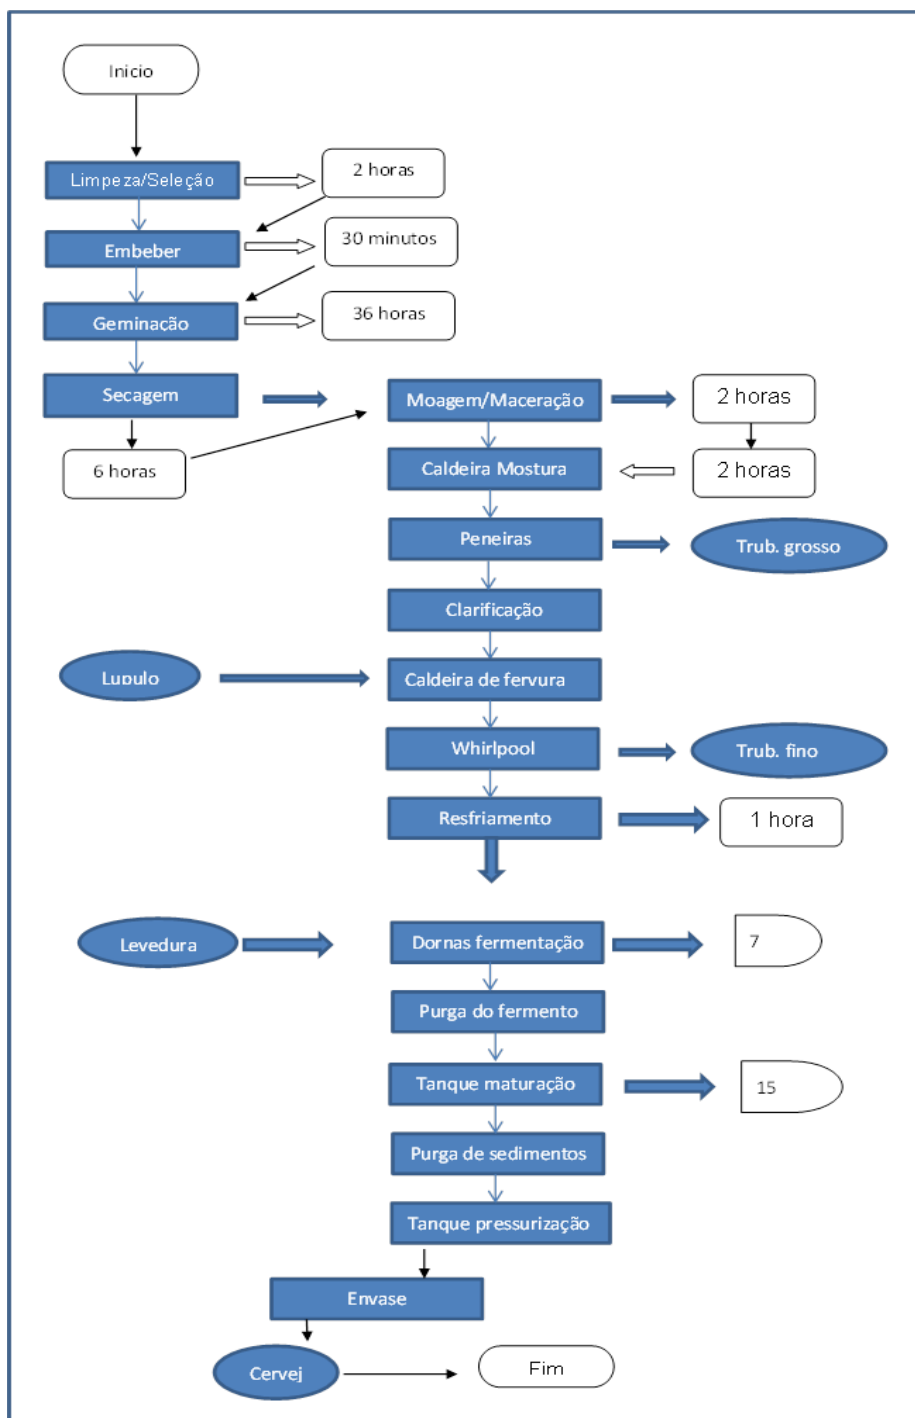 Inicio
Limpeza/Seleção
2 horas
Embeber
30 minutos
Geminação
36 horas
Secagem
Moagem/Maceração
2 horas
6 horas
Caldeira Mostura
2 horas
Peneiras
Trub. grosso
Clarificação
Lupulo
Caldeira de fervura
Whirlpool
Trub. fino
Resfriamento
1 hora
Levedura
Dornas fermentação
7
Purga do fermento
Tanque maturação
15
Purga de sedimentos
Tanque pressurização
Envase
Cervej
Fim